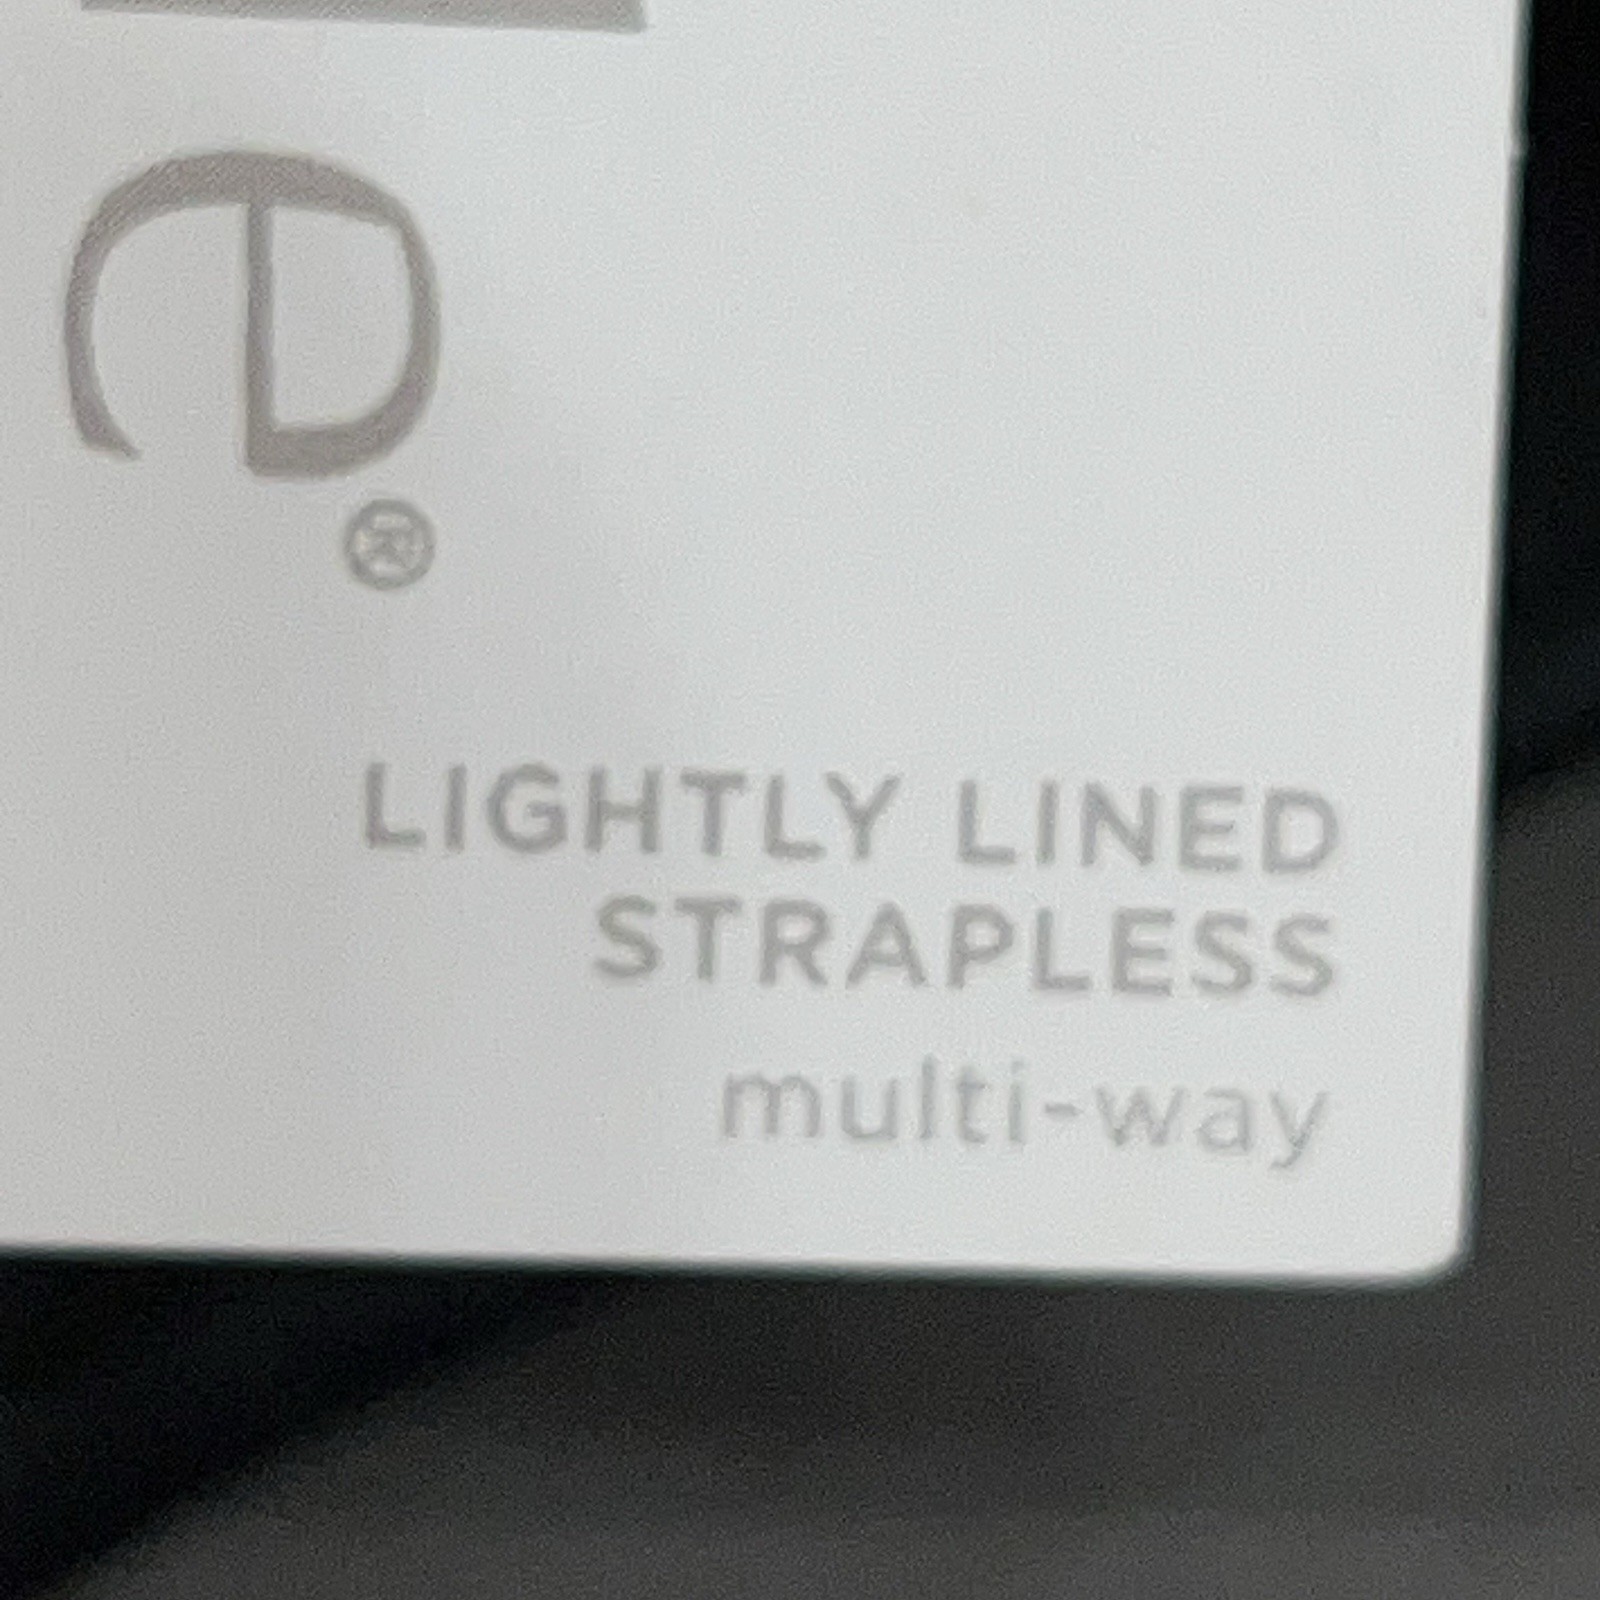 e®
LIGHTLY LINED
STRAPLESS
multi-way